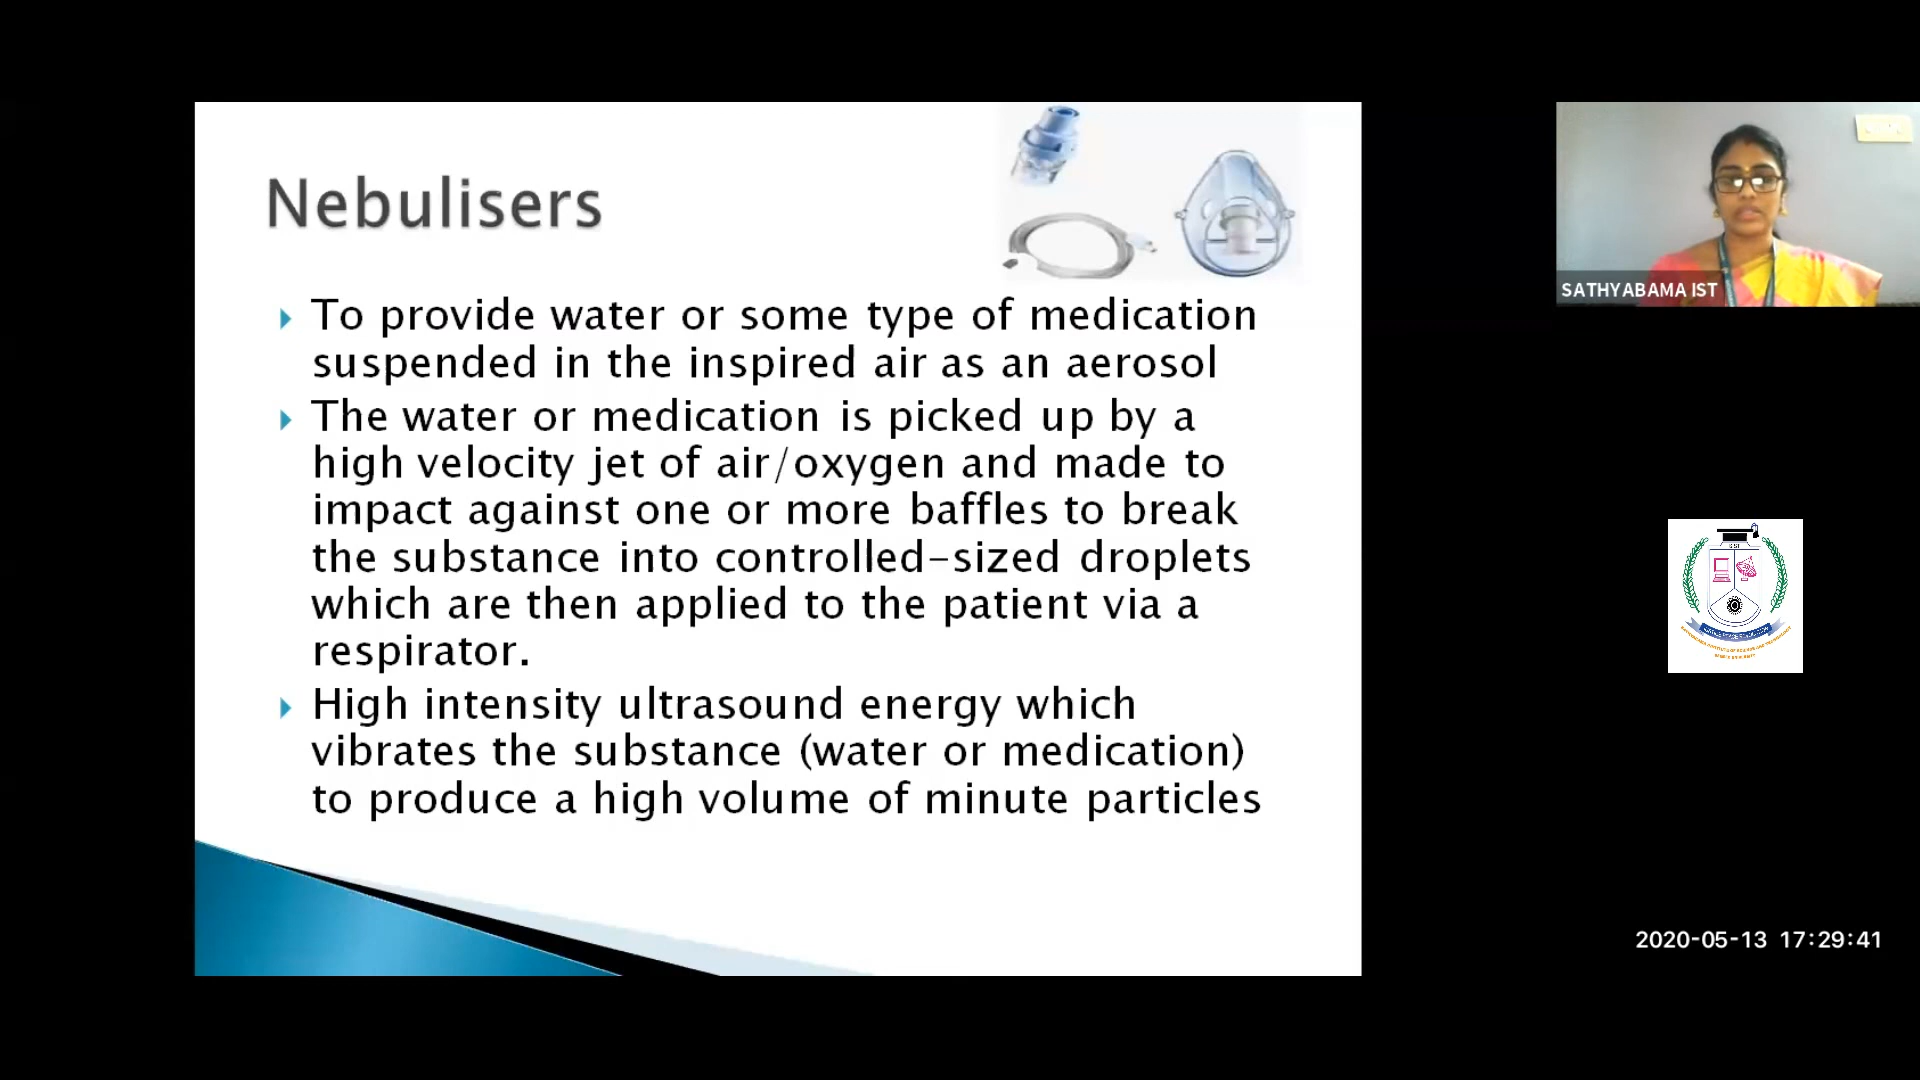 Nebulisers
To provide water or some type of medication
suspended in the inspired air as an aerosol
The water or medication is picked up by a
high velocity jet of air/oxygen and made to
impact against one or more baffles to break
the substance into controlled-sized droplets
which are then applied to the patient via a
respirator.
High intensity ultrasound energy which
vibrates the substance (water or medication)
to produce a high volume of minute particles
SATHYABAMA IST
2020-05-13 17:29:41